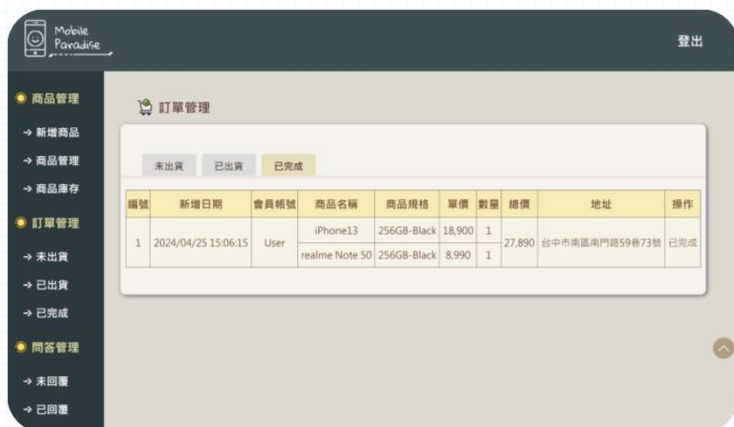 Mobile
Paradise
登出
商品管理
→ 新增商品
→ 商品管理
→ 商品庫存
訂單管理
→ 未出貨
→ 已出貨
→ 已完成
問答管理
→ 未回覆
→ 已回覆
訂單管理
未出貨 已出貨 已完成
編號 新增日期 會員帳號 商品名稱 商品規格 單價 數量 總價 地址 操作
1 2024/04/25 15:06:15 User iPhone13 256GB-Black 18,900 1 27,890 台中市南區南門路59巷73號 已完成
realme Note 50 256GB-Black 8,990 1